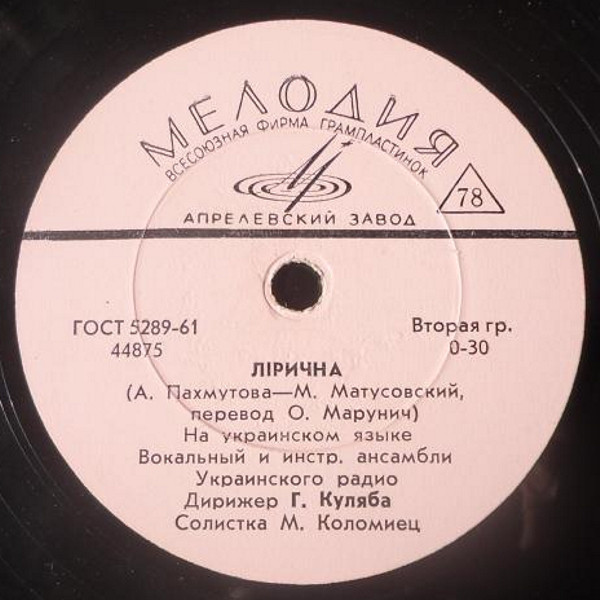 МЕЛОДИЯ
ВСЕСОЮЗНАЯ ФИРМА ГРАМПЛАСТИНОК
78
АПРЕЛЕВСКИЙ ЗАВОД
ГОСТ 5289-61 Вторая гр.
44875 0-30
ЛІРИЧНА
(А. Пахмутова—М. Матусовский,
перевод О. Марунич)
На украинском языке
Вокальный и инстр. ансамбли
Украинского радио
Дирижер Г. Куляба
Солистка М. Коломиец